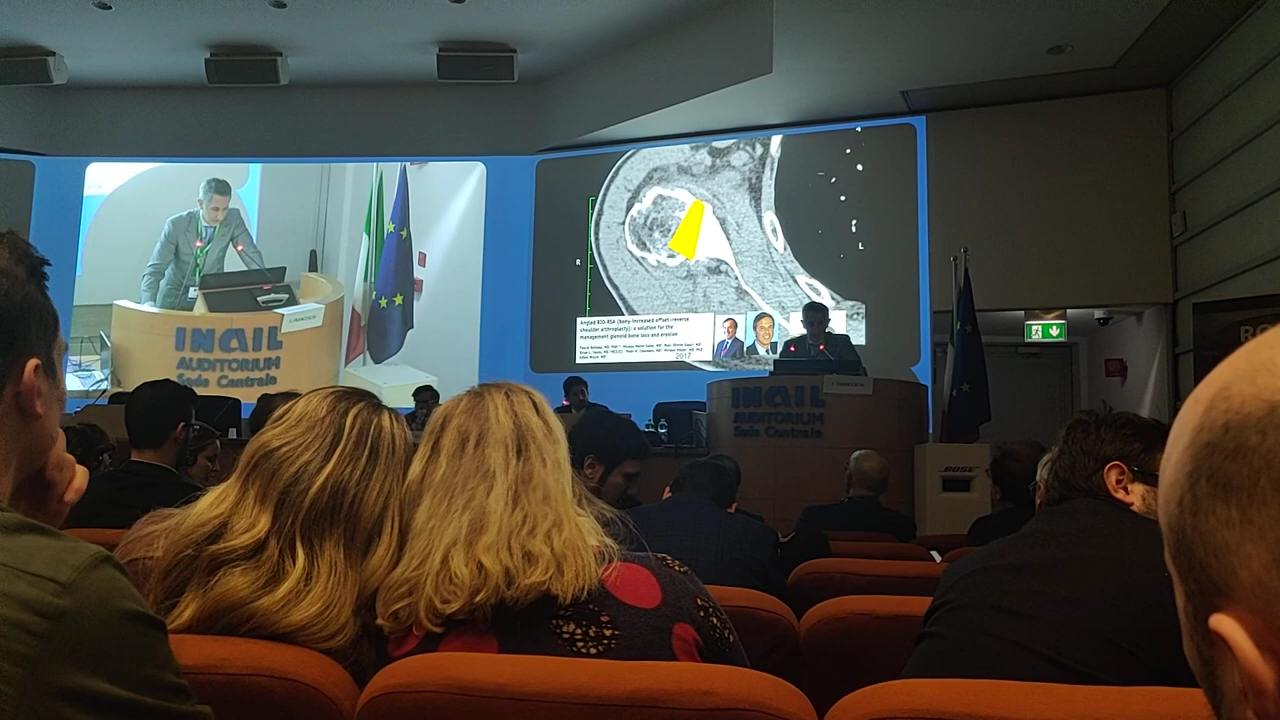 INAIL
AUDITORIUM
Sede Centrale
R
L
Angled BIO-RSA (bony-increased offset-reverse
shoulder arthroplasty): a solution for the
management glenoid bone loss and erosion
2017
INAIL
AUDITORIUM
Sede Centrale
BOSE
RO